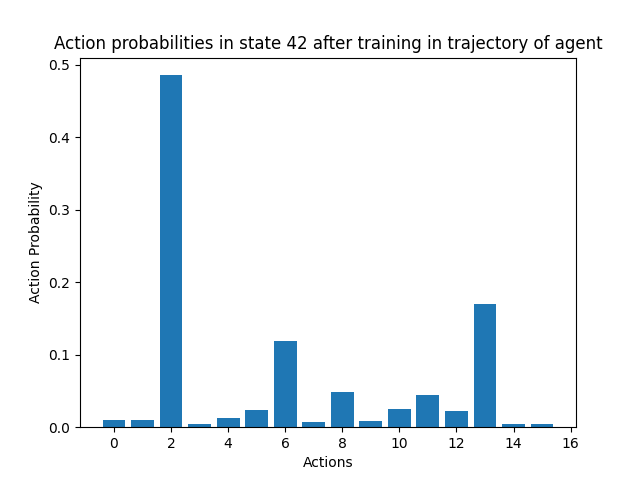 Action probabilities in state 42 after training in trajectory of agent
0.5
0.4
0.3
0.2
0.1
0.0
Action Probability
0 2 4 6 8 10 12 14 16
Actions